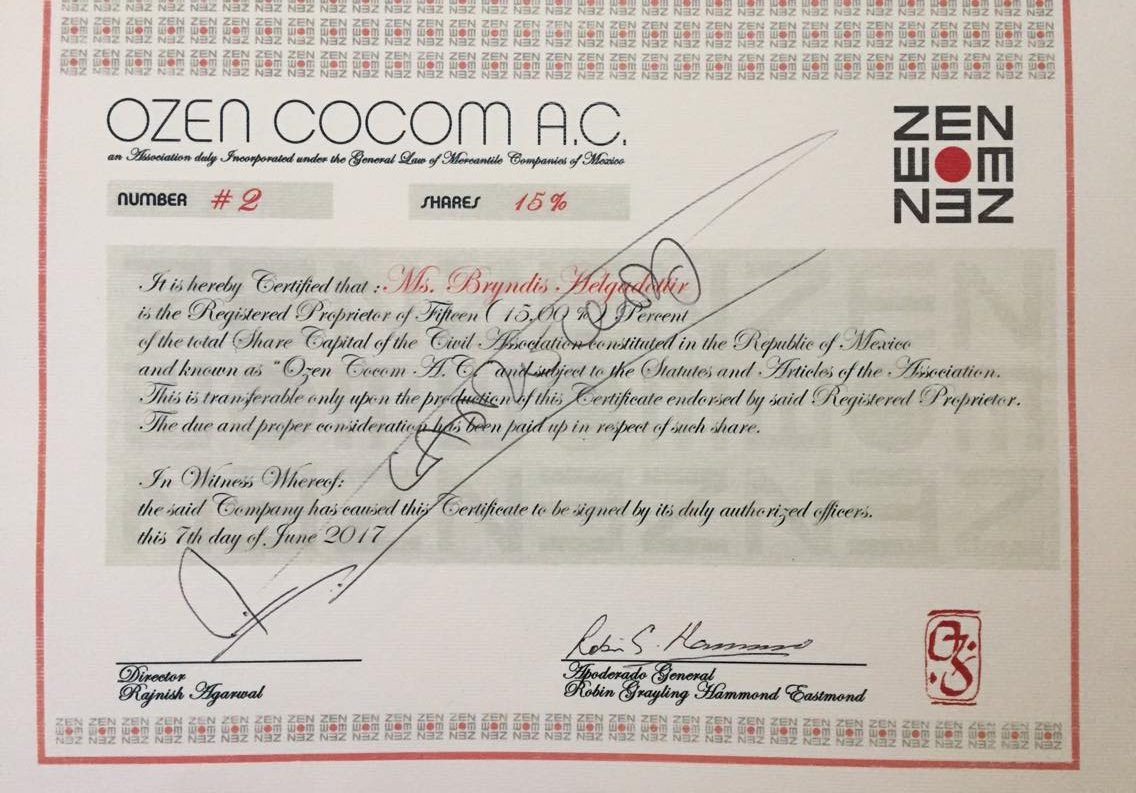 OZEN COCOM A.C.
an Association duly Incorporated under the General Law of Mercantile Companies of Mexico
NUMBER #2 SHARES 15%
ZEN
ZEN
It is hereby Certified that : Ms. Bryndis Helgadottir
is the Registered Proprietor of Fifteen (15.00 %) Percent
of the total Share Capital of the Civil Association constituted in the Republic of Mexico
and known as "Ozen Cocom A.C." and subject to the Statutes and Articles of the Association.
This is transferable only upon the production of this Certificate endorsed by said Registered Proprietor.
The due and proper consideration has been paid up in respect of such share.
In Witness Whereof:
the said Company has caused this Certificate to be signed by its duly authorized officers.
this 7th day of June 2017
Director
Rajnish Agarwal
Apoderado General
Robin Grayling Hammond Eastmond